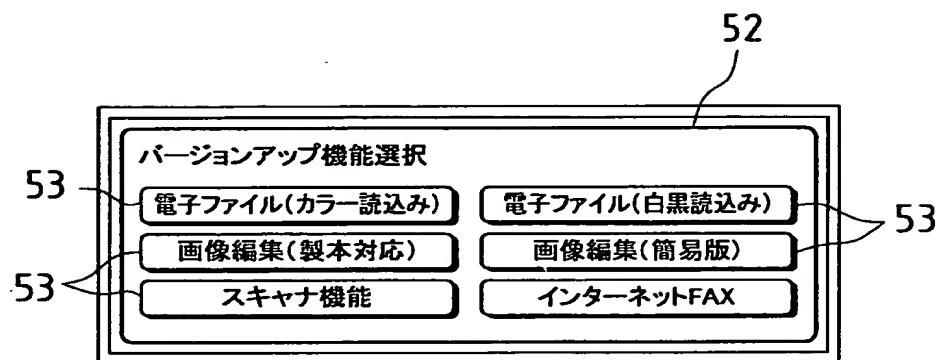 52
バージョンアップ機能選択
53
電子ファイル(カラー読込み) 電子ファイル(白黒読込み)
53
画像編集(製本対応) 画像編集(簡易版)
53
スキャナ機能 インターネットFAX